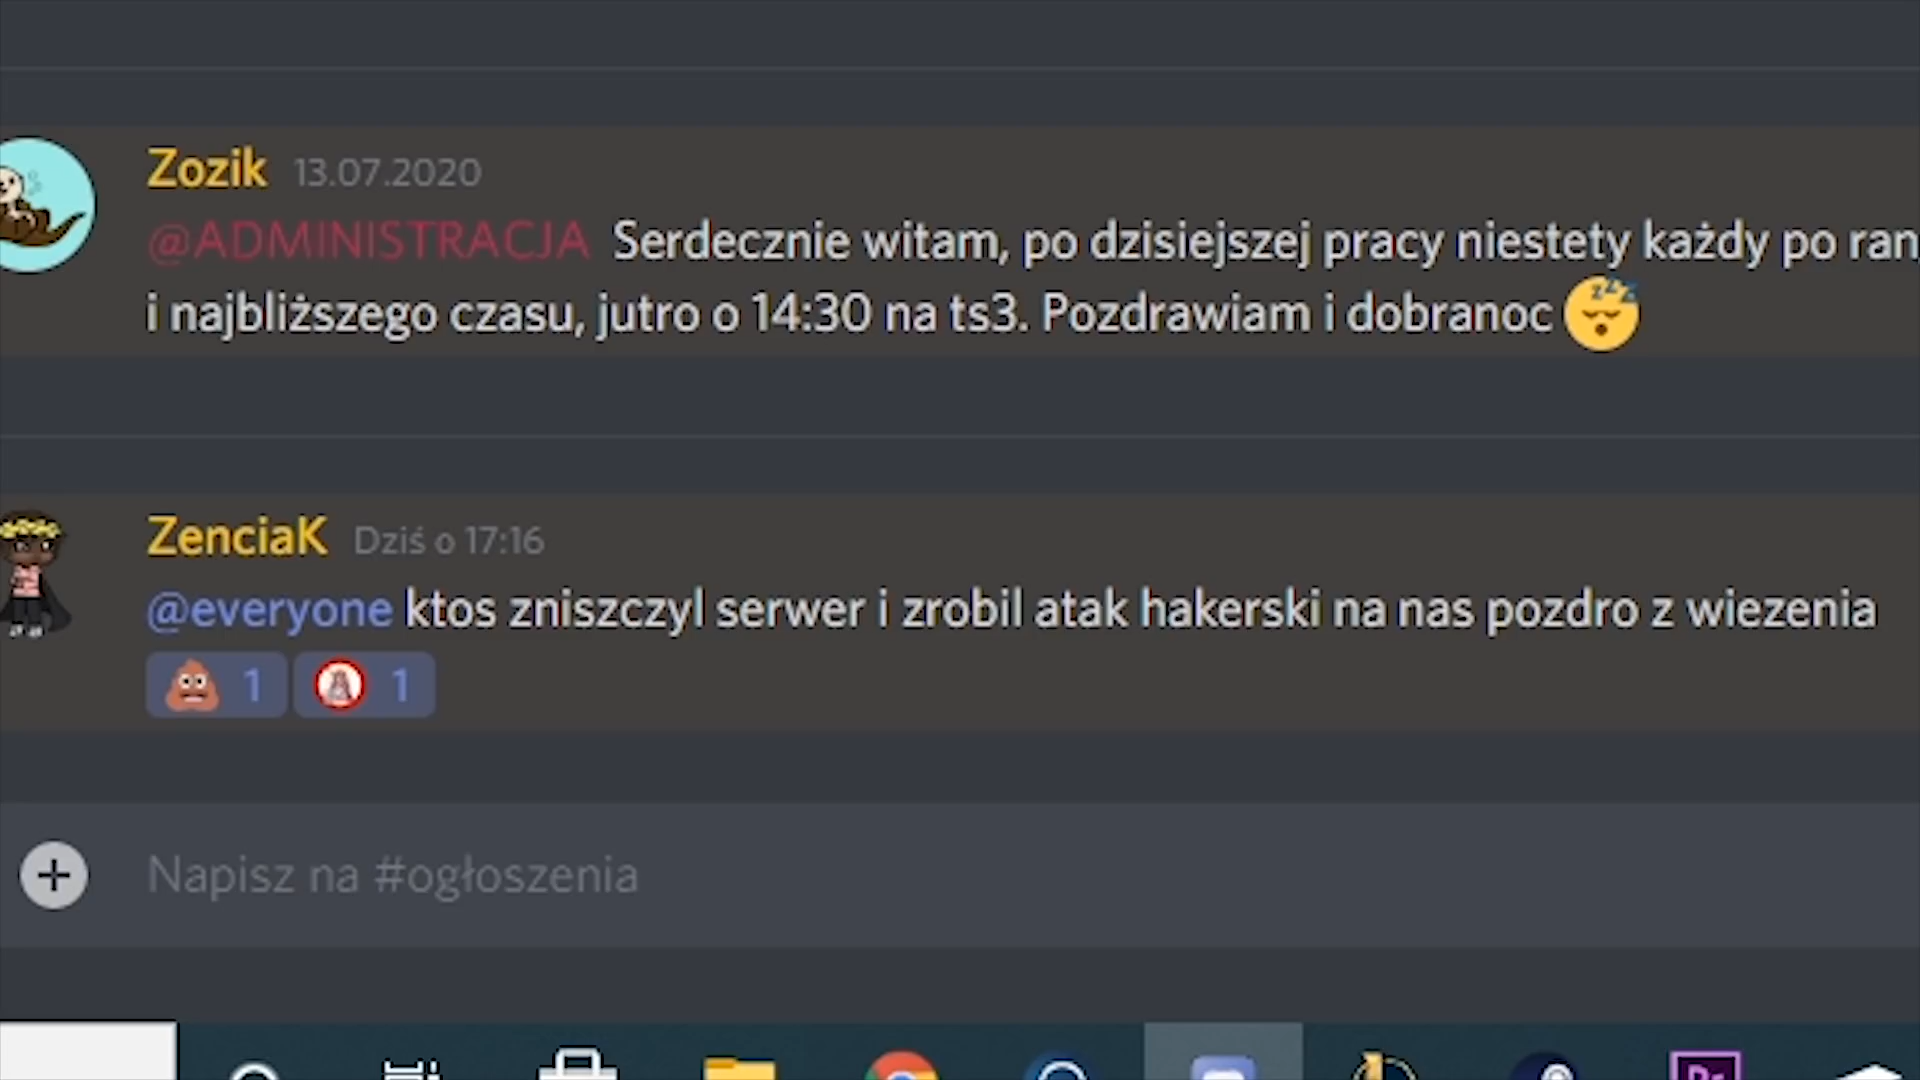 Zozik 13.07.2020
@ADMINISTRACJA Serdecznie witam, po dzisiejszej pracy niestety każdy po
i najbliższego czasu, jutro o 14:30 na ts3. Pozdrawiam i dobranoc
ZenciaK Dziś o 17:16
@everyone ktos zniszczyl serwer i zrobil atak hakerski na nas pozdro z wiezenia
1 1
Napisz na #ogłoszenia